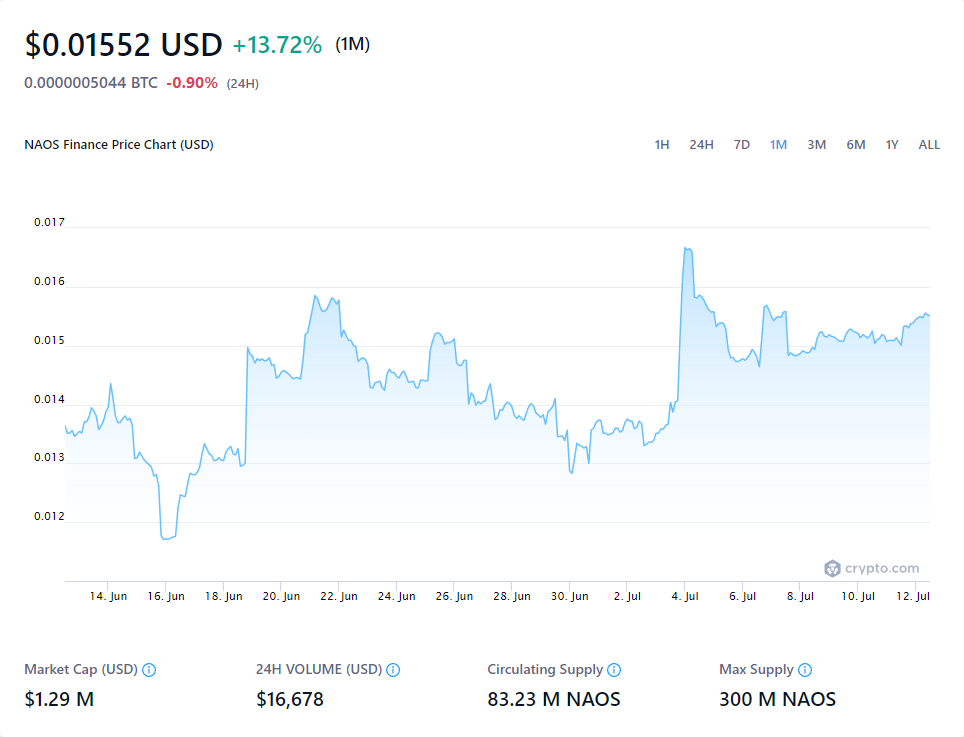 $0.01552 USD +13.72% (1M)
0.0000005044 BTC -0.90% (24H)
NAOS Finance Price Chart (USD) 1H 24H 7D 1M 3M 6M 1Y ALL
0.017
0.016
0.015
0.014
0.013
0.012
crypto.com
14. Jun 16. Jun 18. Jun 20. Jun 22. Jun 24. Jun 26. Jun 28. Jun 30. Jun 2. Jul 4. Jul 6. Jul 8. Jul 10. Jul 12. Jul
Market Cap (USD) 24H VOLUME (USD) Circulating Supply Max Supply
$1.29 M $16,678 83.23 M NAOS 300 M NAOS